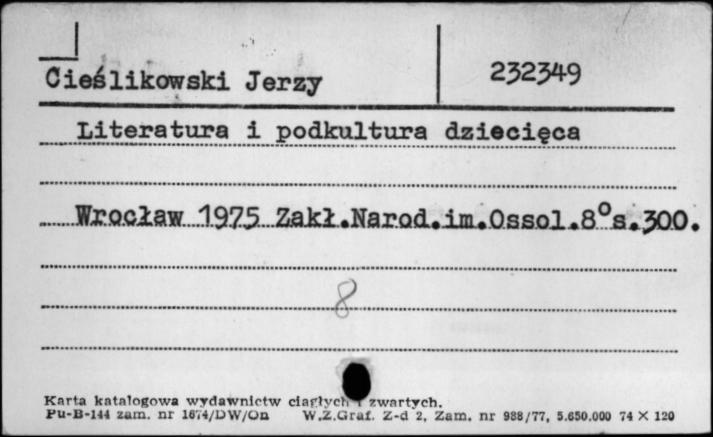 Cieślikowski Jerzy 232349
Literatura i podkultura dziecięca
Wrocław 1975 Zakł.Narod.im.Ossol.8°s.300.
8
Karta katalogowa wydawnictw ciągłych i zwartych.
Pu-B-144 zam. nr 1674/DW/On W.Z.Graf. Z-d 2, Zam. nr 988/77, 5.650.000 74 X 120